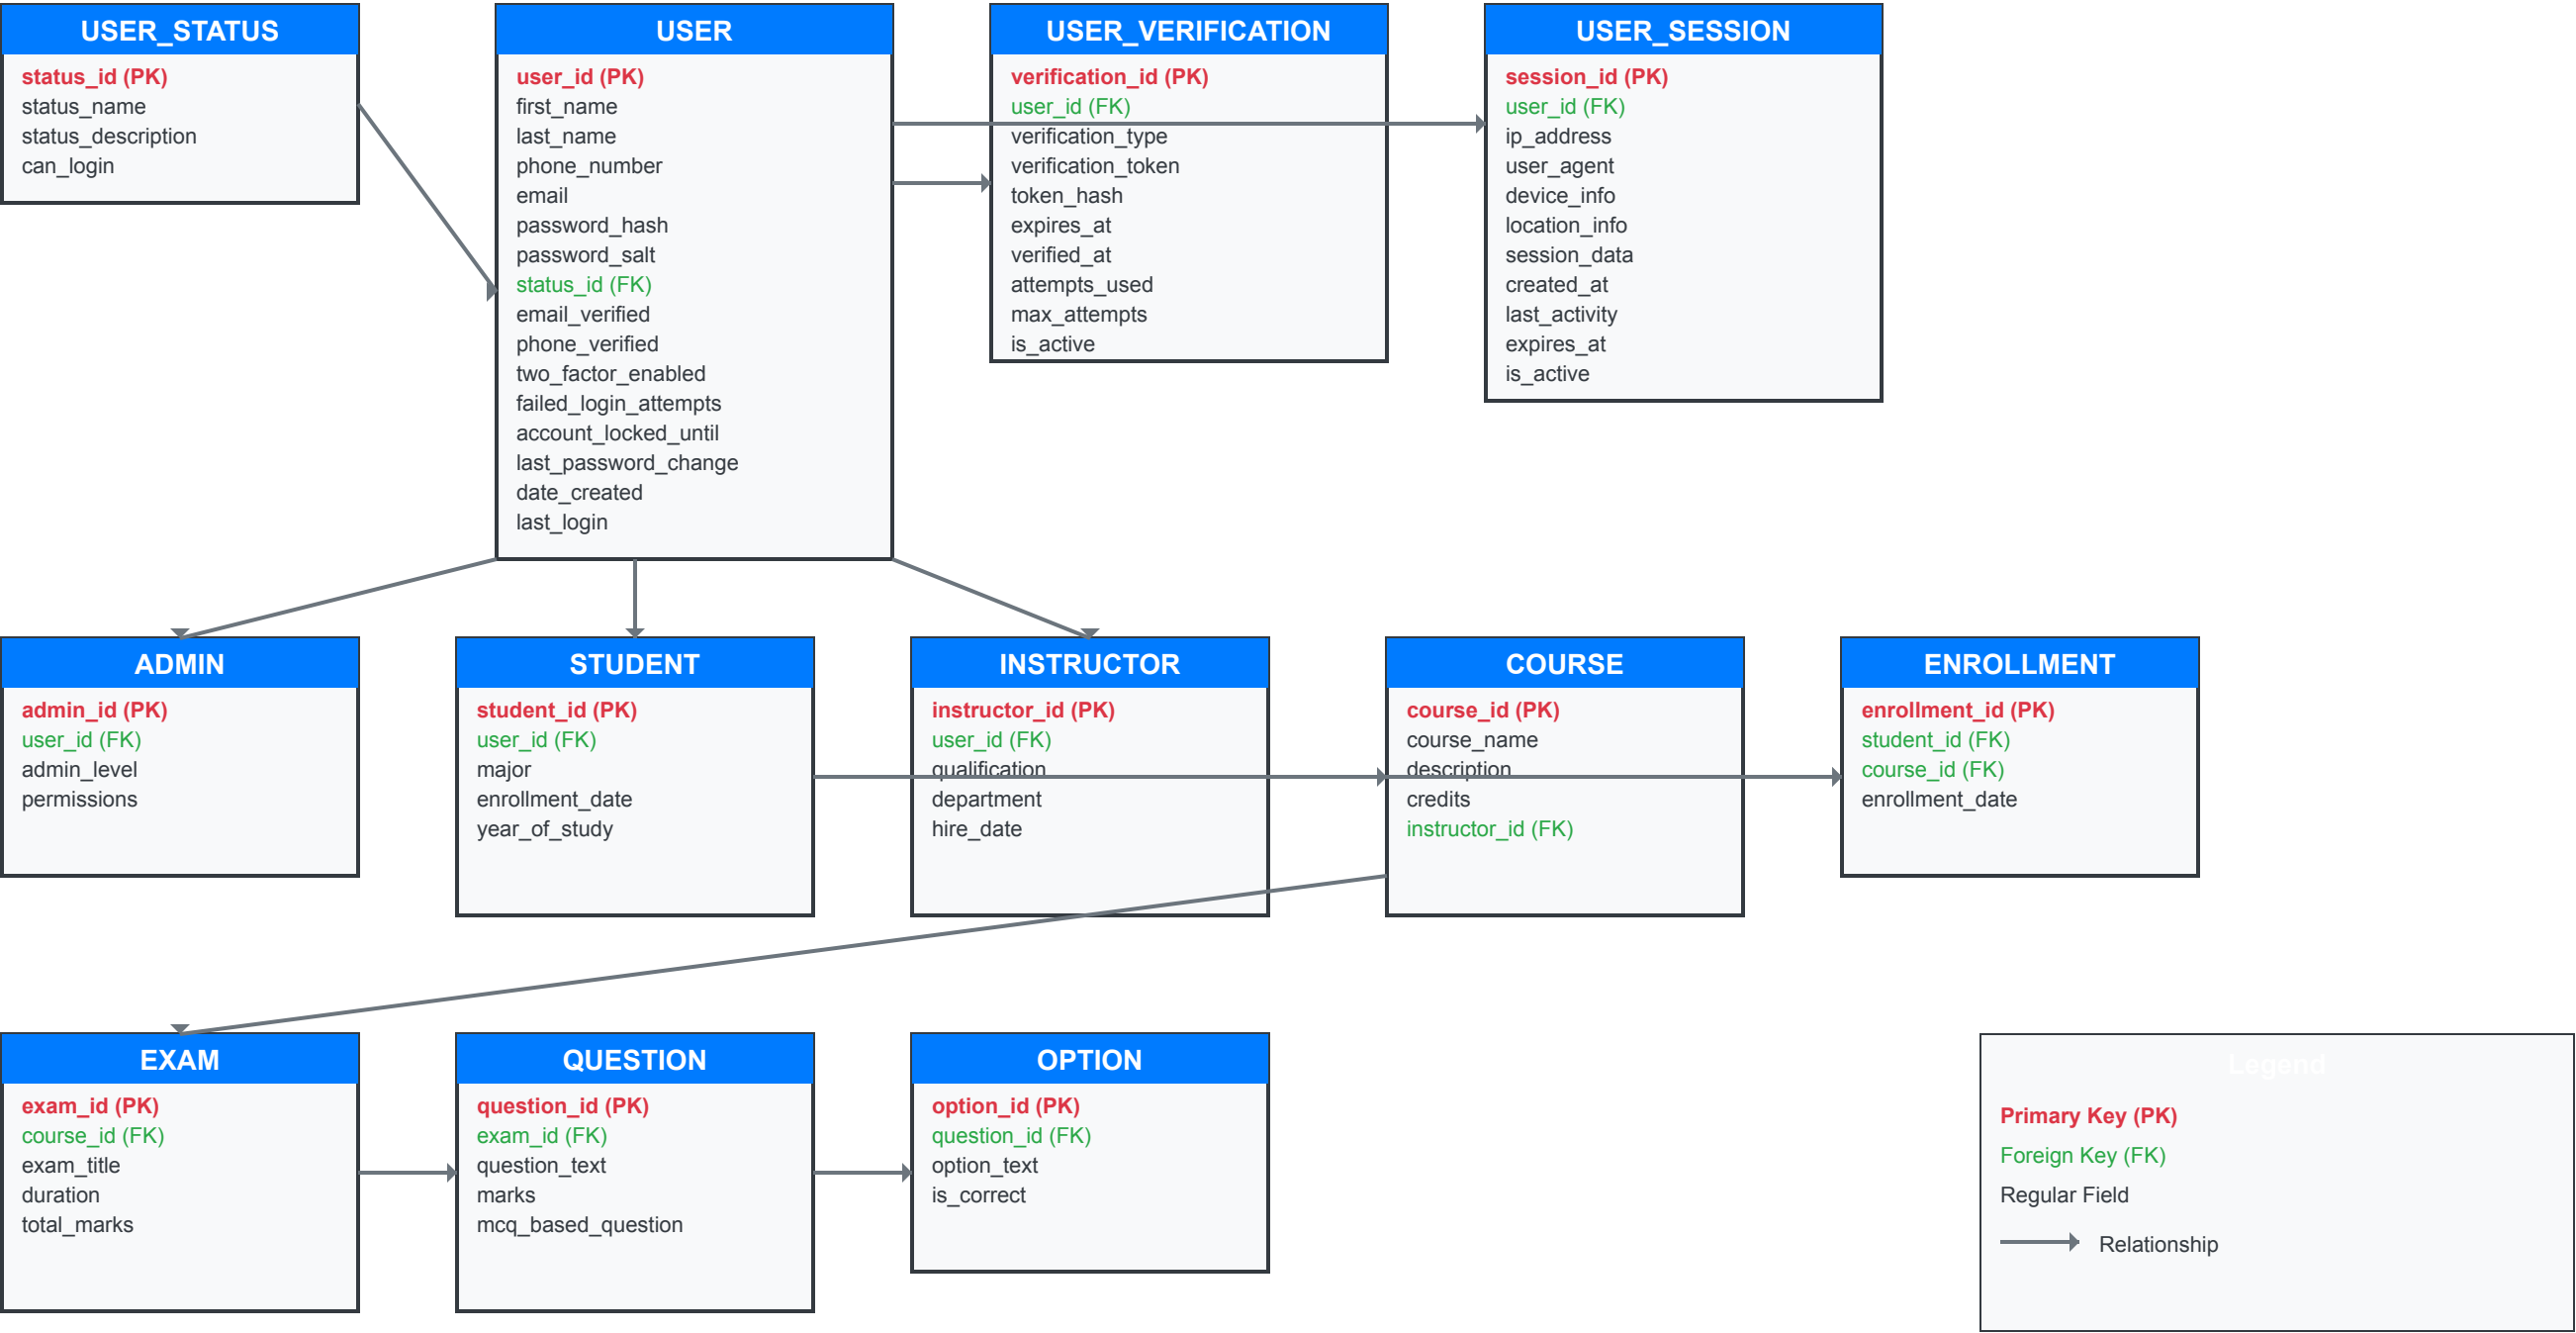 USER_STATUS
status_id (PK)
status_name
status_description
can_login
USER
user_id (PK)
first_name
last_name
phone_number
email
password_hash
password_salt
status_id (FK)
email_verified
phone_verified
two_factor_enabled
failed_login_attempts
account_locked_until
last_password_change
date_created
last_login
USER_VERIFICATION
verification_id (PK)
user_id (FK)
verification_type
verification_token
token_hash
expires_at
verified_at
attempts_used
max_attempts
is_active
USER_SESSION
session_id (PK)
user_id (FK)
ip_address
user_agent
device_info
location_info
session_data
created_at
last_activity
expires_at
is_active
ADMIN
admin_id (PK)
user_id (FK)
admin_level
permissions
STUDENT
student_id (PK)
user_id (FK)
major
enrollment_date
year_of_study
INSTRUCTOR
instructor_id (PK)
user_id (FK)
qualification
department
hire_date
COURSE
course_id (PK)
course_name
description
credits
instructor_id (FK)
ENROLLMENT
enrollment_id (PK)
student_id (FK)
course_id (FK)
enrollment_date
EXAM
exam_id (PK)
course_id (FK)
exam_title
duration
total_marks
QUESTION
question_id (PK)
exam_id (FK)
question_text
marks
mcq_based_question
OPTION
option_id (PK)
question_id (FK)
option_text
is_correct
Legend
Primary Key (PK)
Foreign Key (FK)
Regular Field
Relationship